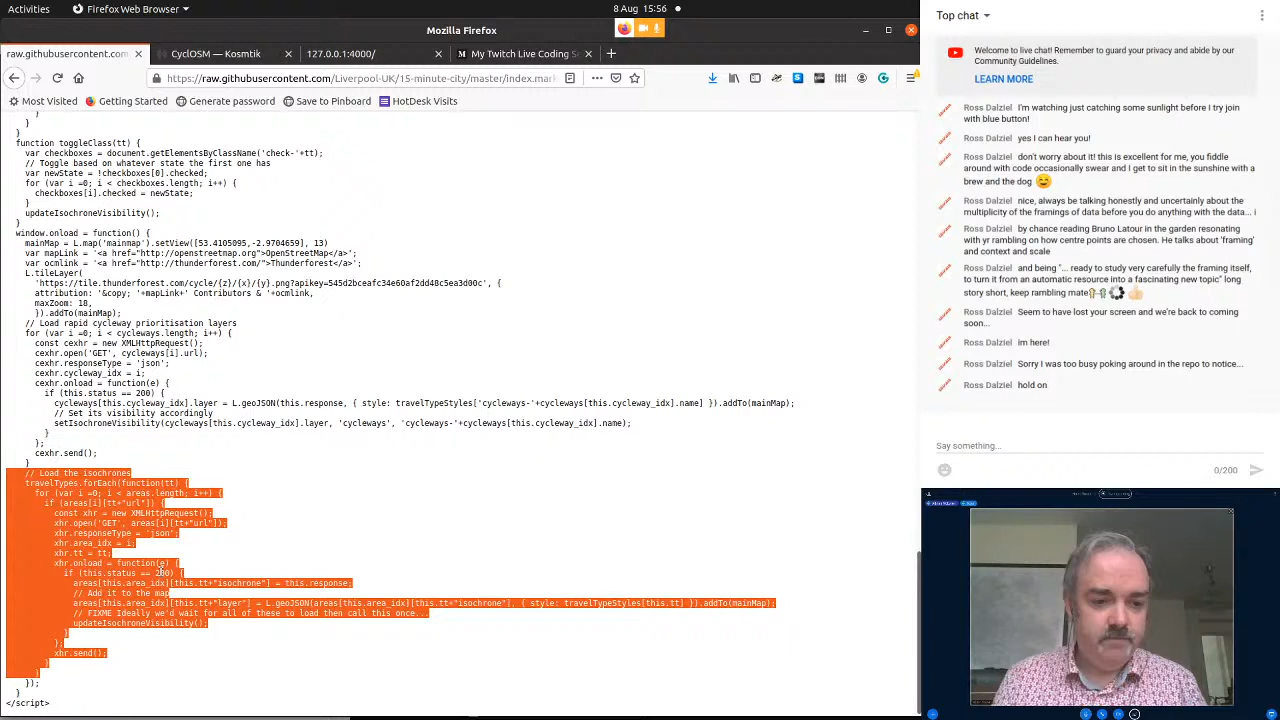 Activities
Firefox Web Browser
8 Aug 15:56
Mozilla Firefox
raw.githubusercontent.com
CyclOSM — Kosmtik
127.0.0.1:4000/
My Twitch Live Coding S
https://raw.githubusercontent.com/Liverpool-UK/15-minute-city/master/index.mar
Most Visited
Getting Started
Generate password
Save to Pinboard
HotDesk Visits
}
}
}
function toggleClass(tt) {
var checkboxes = document.getElementsByClassName('check-'+tt);
// Toggle based on whatever state the first one has
var newState = !checkboxes[0].checked;
for (var i =0; i < checkboxes.length; i++) {
checkboxes[i].checked = newState;
}
updateIsochroneVisibility();
}
window.onload = function() {
mainMap = L.map('mainmap').setView([53.4105095,-2.9704659], 13)
var mapLink = '<a href="http://openstreetmap.org">OpenStreetMap</a>';
var ocmlink = '<a href="http://thunderforest.com/">Thunderforest</a>';
L.tileLayer(
'https://tile.thunderforest.com/cycle/{z}/{x}/{y}.png?apikey=545d2bceafc34e60af2dd48c5ea3d00c', {
attribution: '&copy; '+mapLink+' Contributors & '+ocmlink,
maxZoom: 18,
}).addTo(mainMap);
// Load rapid cycleway prioritisation layers
for (var i =0; i < cycleways.length; i++) {
const cexhr = new XMLHttpRequest();
cexhr.open('GET', cycleways[i].url);
cexhr.responseType = 'json';
cexhr.cycleway_idx = i;
cexhr.onload = function(e) {
if (this.status == 200) {
cycleways[this.cycleway_idx].layer = L.geoJSON(this.response, { style: travelTypeStyles['cycleways-'+cycleways[this.cycleway_idx].name] }).addTo(mainMap);
// Set its visibility accordingly
setIsochroneVisibility(cycleways[this.cycleway_idx].layer, 'cycleways', 'cycleways-'+cycleways[this.cycleway_idx].name);
}
};
cexhr.send();
}
// Load the isochrones
travelTypes.forEach(function(tt) {
for (var i =0; i < areas.length; i++) {
if (areas[i][tt+"url"]) {
const xhr = new XMLHttpRequest();
xhr.open('GET', areas[i][tt+"url"]);
xhr.responseType = 'json';
xhr.area_idx = i;
xhr.tt = tt;
xhr.onload = function(e) {
if (this.status == 200) {
areas[this.area_idx][this.tt+"isochrone"] = this.response;
// Add it to the map
areas[this.area_idx][this.tt+"layer"] = L.geoJSON(areas[this.area_idx][this.tt+"isochrone"], { style: travelTypeStyles[this.tt] }).addTo(mainMap);
// FIXME Ideally we'd wait for all of these to load then call this once...
updateIsochroneVisibility();
}
};
xhr.send();
}
}
});
}
</script>
Top chat
Welcome to live chat! Remember to guard your privacy and abide by our
Community Guidelines.
LEARN MORE
Ross Dalziel I'm watching just catching some sunlight before I try join
with blue button!
Ross Dalziel yes I can hear you!
Ross Dalziel don't worry about it! this is excellent for me, you fiddle
around with code occasionally swear and I get to sit in the sunshine with a
brew and the dog
Ross Dalziel nice, always be talking honestly and uncertainly about the
multiplicity of the framings of data before you do anything with the data... i
Ross Dalziel by chance reading Bruno Latour in the garden resonating
with yr rambling on how centre points are chosen. He talks about 'framing'
and context and scale
Ross Dalziel and being "... ready to study very carefully the framing itself,
to turn it from an automatic resource into a fascinating new topic" long
story short, keep rambling mate
Ross Dalziel Seem to have lost your screen and we're back to coming
soon...
Ross Dalziel im here!
Ross Dalziel Sorry I was too busy poking around in the repo to notice...
Ross Dalziel hold on
Say something...
0/200